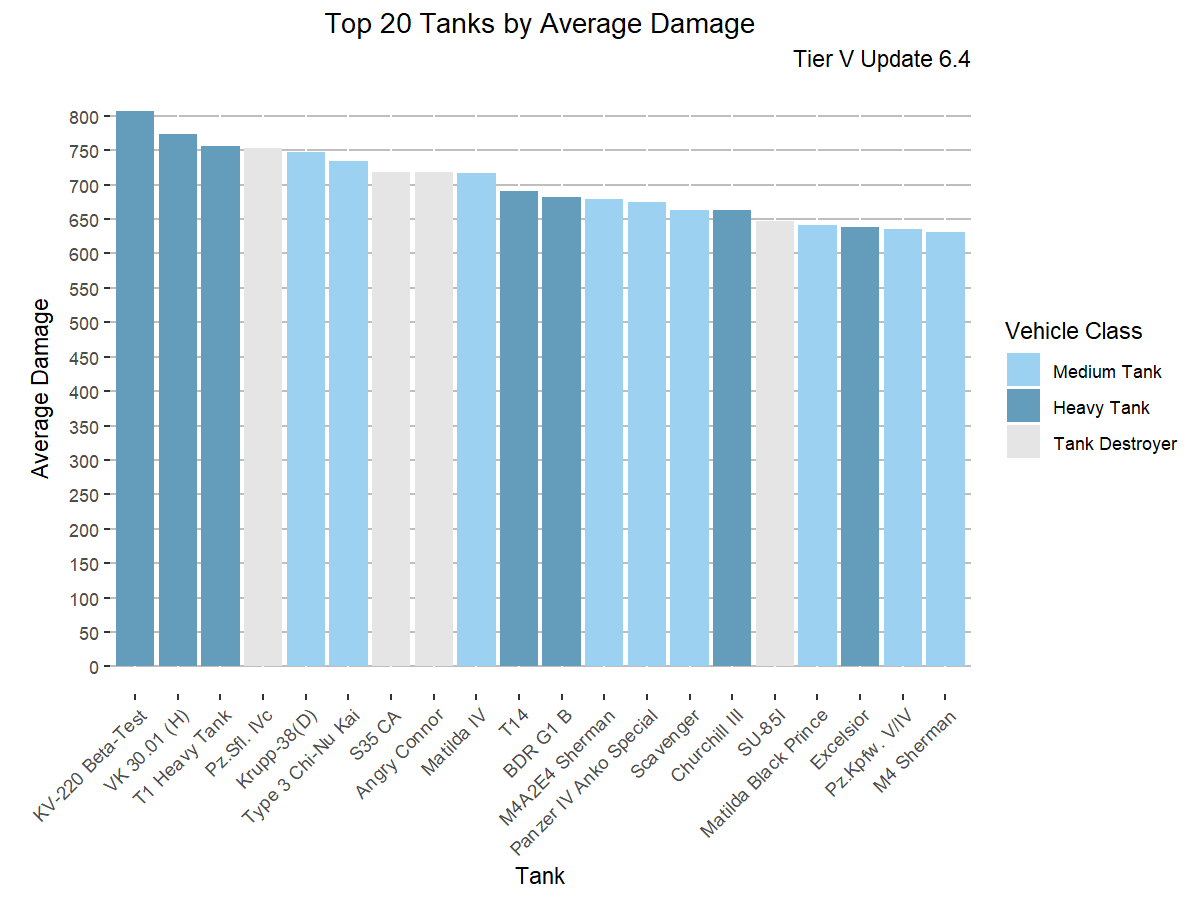 Top 20 Tanks by Average Damage
Tier V Update 6.4
Average Damage
800
750
700
650
600
550
500
450
400
350
300
250
200
150
100
50
0
KV-220 Beta-Test
VK 30.01 (H)
T1 Heavy Tank
Pz.Sfl. IVc
Krupp-38(D)
Type 3 Chi-Nu Kai
S35 CA
Angry Connor
Matilda IV
T14
BDR G1 B
M4A2E4 Sherman
Panzer IV Anko Special
Scavenger
Churchill III
SU-85I
Matilda Black Prince
Excelsior
Pz.Kpfw. V/IV
M4 Sherman
Tank
Vehicle Class
Medium Tank
Heavy Tank
Tank Destroyer